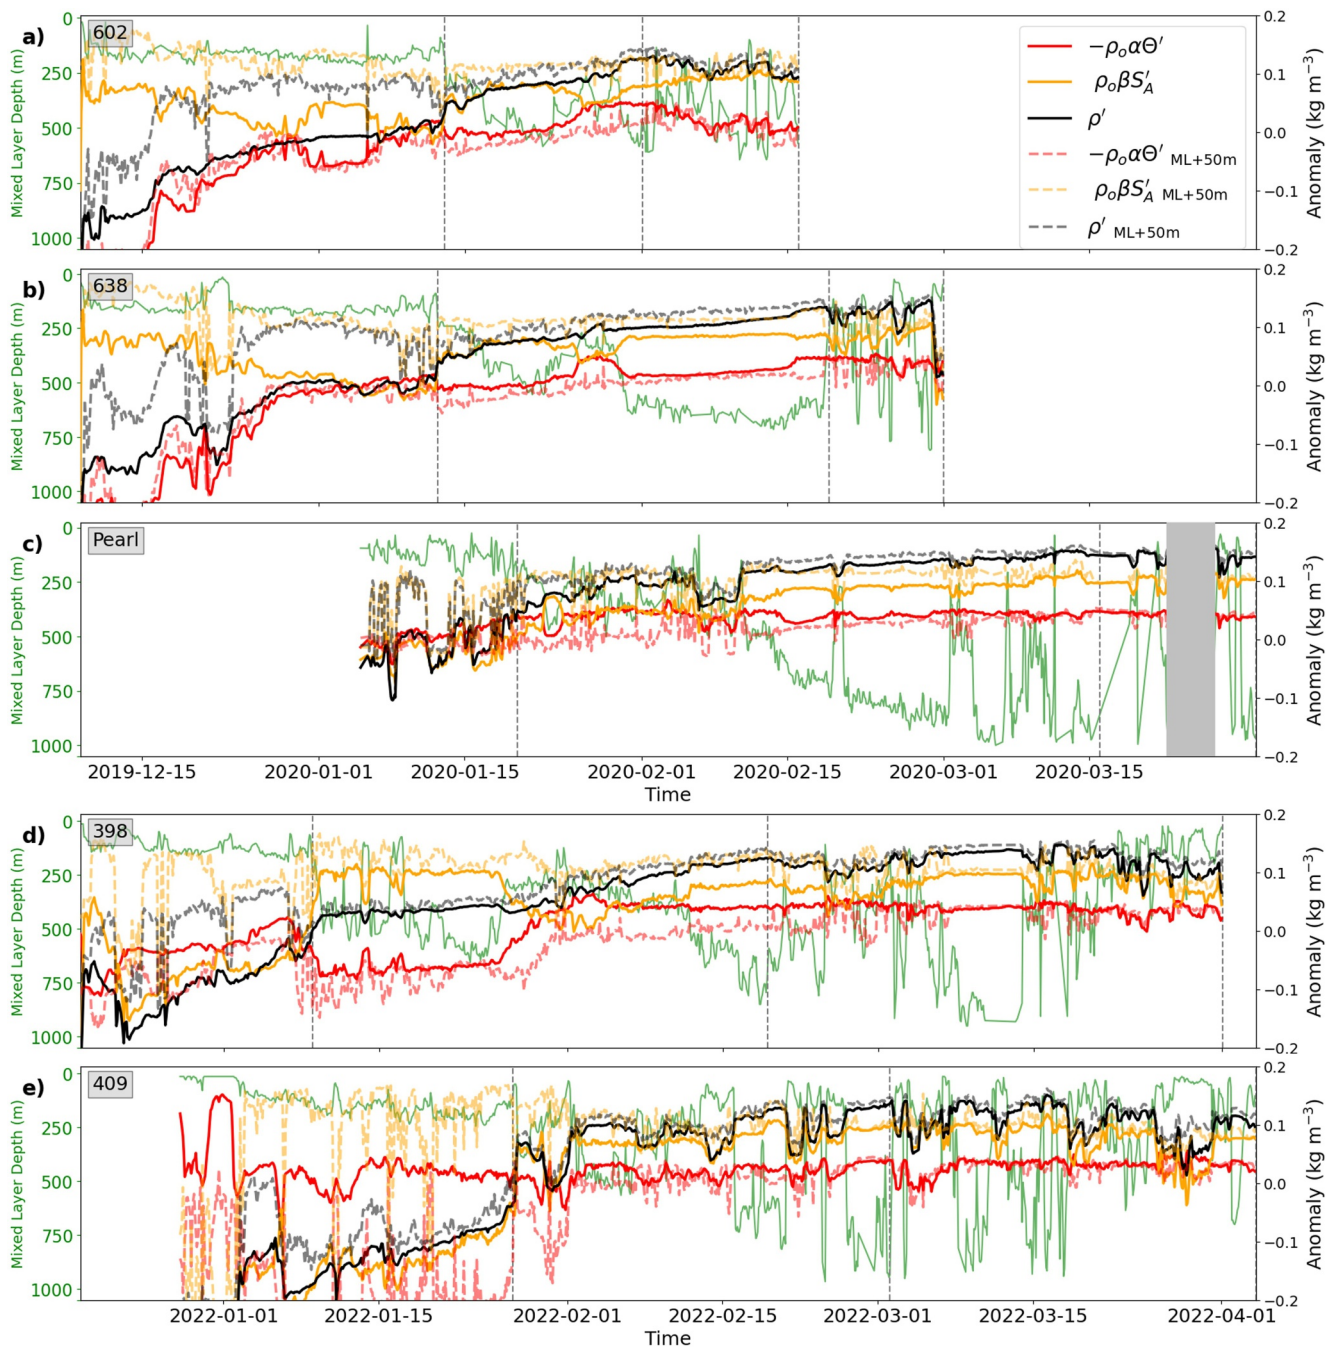 a)
602
0
250
500
750
1000
Mixed Layer Depth (m)
−ρₒαΘ′
ρₒβS′_A
ρ′
−ρₒαΘ′ ML+50m
ρₒβS′_A ML+50m
ρ′ ML+50m
0.2
0.1
0.0
−0.1
−0.2
Anomaly (kg m⁻³)
b)
638
0
250
500
750
1000
Mixed Layer Depth (m)
0.2
0.1
0.0
−0.1
−0.2
Anomaly (kg m⁻³)
c)
Pearl
0
250
500
750
1000
Mixed Layer Depth (m)
0.2
0.1
0.0
−0.1
−0.2
Anomaly (kg m⁻³)
2019-12-15 2020-01-01 2020-01-15 2020-02-01 2020-02-15 2020-03-01 2020-03-15
Time
d)
398
0
250
500
750
1000
Mixed Layer Depth (m)
0.2
0.1
0.0
−0.1
−0.2
Anomaly (kg m⁻³)
e)
409
0
250
500
750
1000
Mixed Layer Depth (m)
0.2
0.1
0.0
−0.1
−0.2
Anomaly (kg m⁻³)
2022-01-01 2022-01-15 2022-02-01 2022-02-15 2022-03-01 2022-03-15 2022-04-01
Time